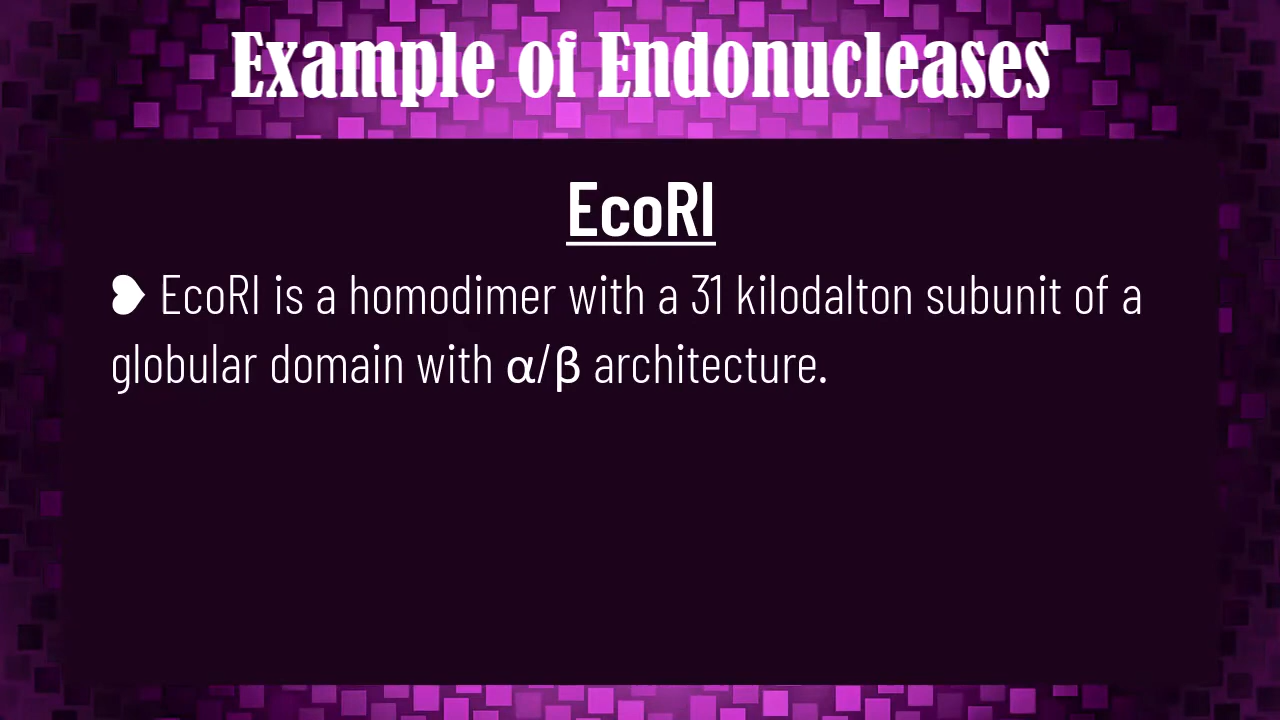 Example of Endonucleases
EcoRI
❥ EcoRI is a homodimer with a 31 kilodalton subunit of a
globular domain with α/β architecture.